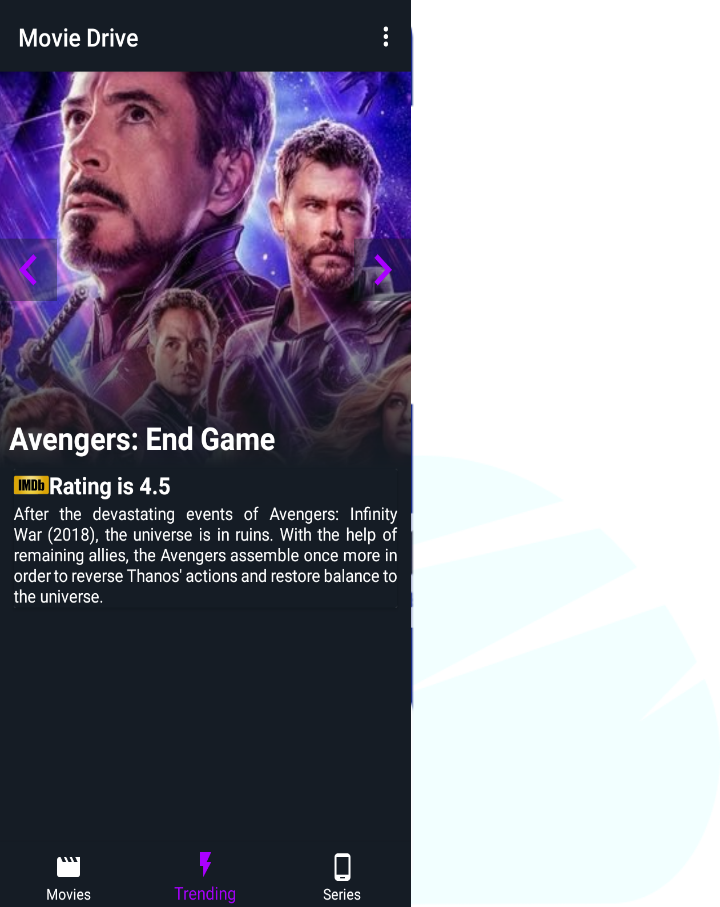 Movie Drive
Avengers: End Game
IMDb Rating is 4.5
After the devastating events of Avengers: Infinity
War (2018), the universe is in ruins. With the help of
remaining allies, the Avengers assemble once more in
order to reverse Thanos' actions and restore balance to
the universe.
Movies Trending Series